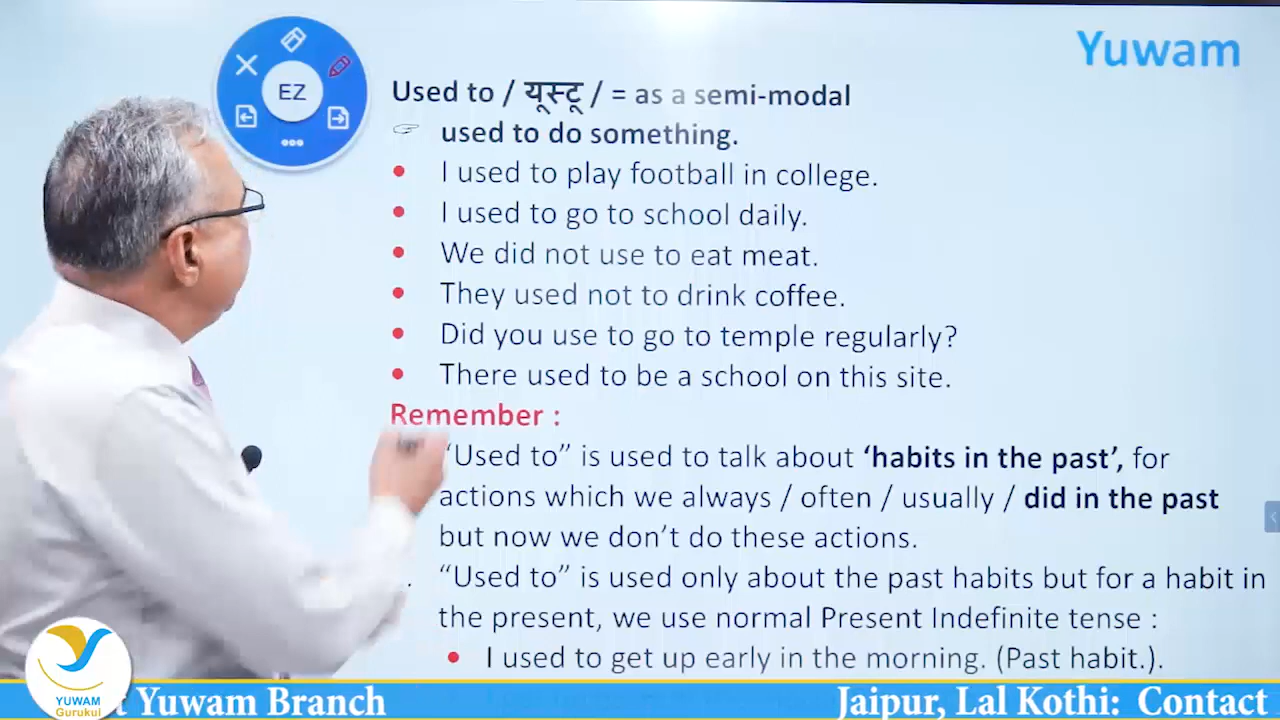 Yuwam
EZ
Used to / यूस्टू / = as a semi-modal
☞ used to do something.
• I used to play football in college.
• I used to go to school daily.
• We did not use to eat meat.
• They used not to drink coffee.
• Did you use to go to temple regularly?
• There used to be a school on this site.
Remember :
“Used to” is used to talk about ‘habits in the past’, for
actions which we always / often / usually / did in the past
but now we don’t do these actions.
“Used to” is used only about the past habits but for a habit in
the present, we use normal Present Indefinite tense :
• I used to get up early in the morning. (Past habit.).
YUWAM
Gurukul
Yuwam Branch
Jaipur, Lal Kothi: Contact